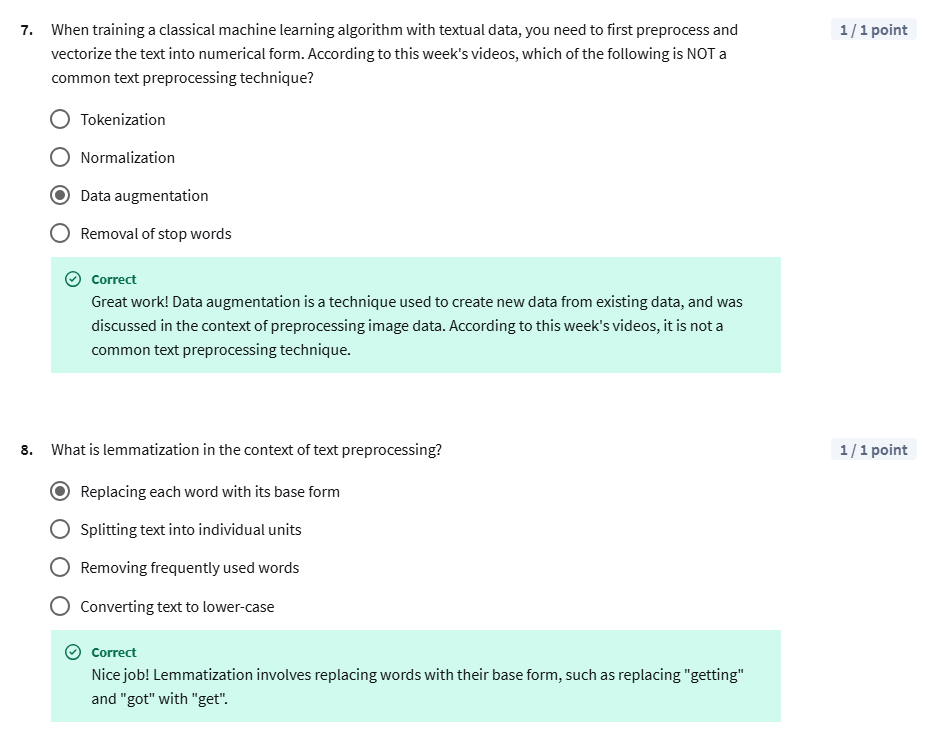 7. When training a classical machine learning algorithm with textual data, you need to first preprocess and 1 / 1 point
vectorize the text into numerical form. According to this week's videos, which of the following is NOT a
common text preprocessing technique?
Tokenization
Normalization
Data augmentation
Removal of stop words
Correct
Great work! Data augmentation is a technique used to create new data from existing data, and was
discussed in the context of preprocessing image data. According to this week's videos, it is not a
common text preprocessing technique.
8. What is lemmatization in the context of text preprocessing? 1 / 1 point
Replacing each word with its base form
Splitting text into individual units
Removing frequently used words
Converting text to lower-case
Correct
Nice job! Lemmatization involves replacing words with their base form, such as replacing "getting"
and "got" with "get".